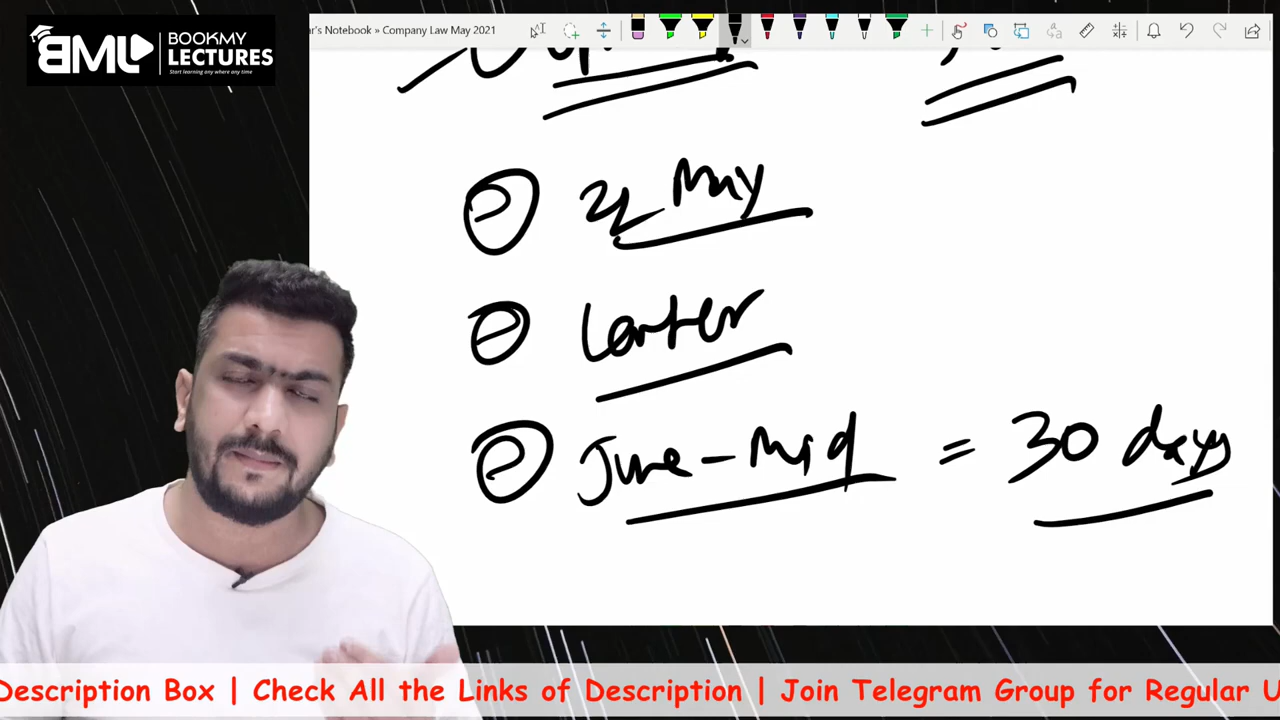 BML BOOKMY LECTURES
Start learning any where any time
r's Notebook » Company Law May 2021
May
Later
June - Mid = 30 days
Description Box | Check All the Links of Description | Join Telegram Group for Regular U